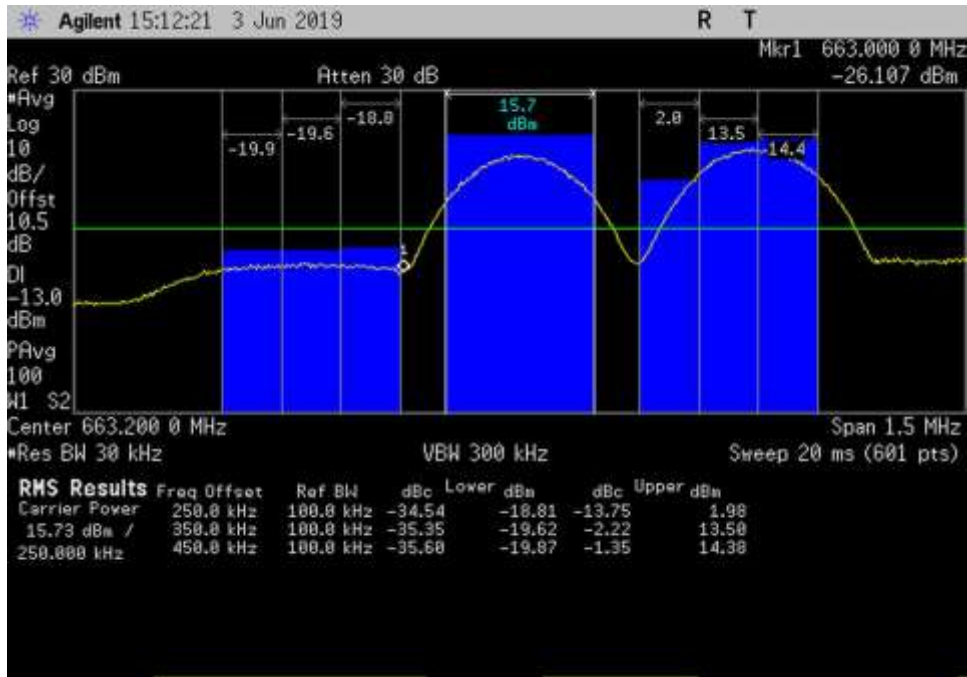 Agilent 15:12:21 3 Jun 2019 R T
Mkr1 663.000 0 MHz
Ref 30 dBm Atten 30 dB -26.107 dBm
#Avg
Log
10
dB/
Offst
10.5
dB
DI
-13.0
dBm
PAvg
100
W1 S2
-19.9 -19.6 -18.8 15.7 dBm 2.0 13.5 14.4
1
Center 663.200 0 MHz Span 1.5 MHz
#Res BW 30 kHz VBW 300 kHz Sweep 20 ms (601 pts)
RMS Results Freq Offset Ref BW dBc Lower dBm dBc Upper dBm
Carrier Power 250.0 kHz 100.0 kHz -34.54 -18.81 -13.75 1.98
15.73 dBm / 350.0 kHz 100.0 kHz -35.35 -19.62 -2.22 13.50
250.000 kHz 450.0 kHz 100.0 kHz -35.60 -19.87 -1.35 14.38